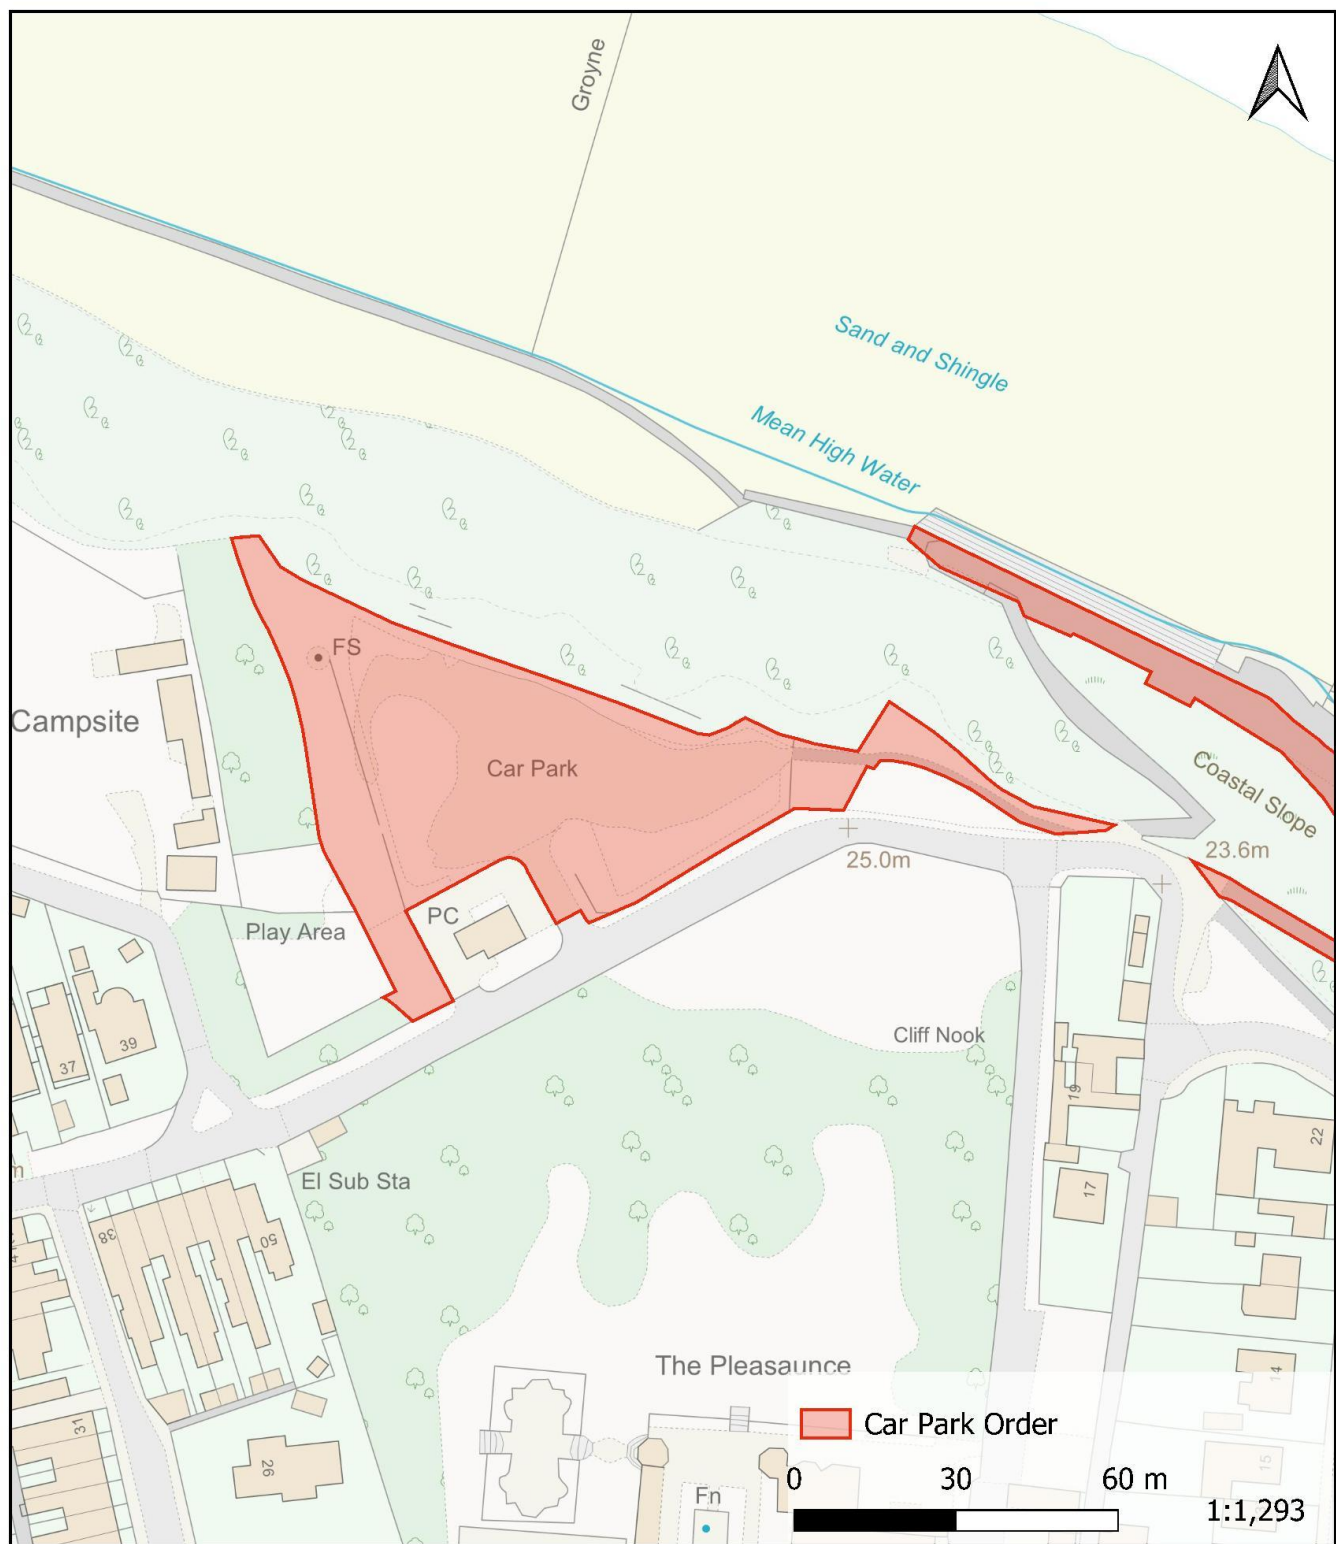 Groyne
Sand and Shingle
Mean High Water
FS
Campsite
Car Park
Coastal Slope
25.0m
23.6m
PC
Play Area
Cliff Nook
37
39
19
22
17
m
El Sub Sta
38
50
The Pleasaunce
14
31
26
15
Fn
Car Park Order
0 30 60 m
1:1,293